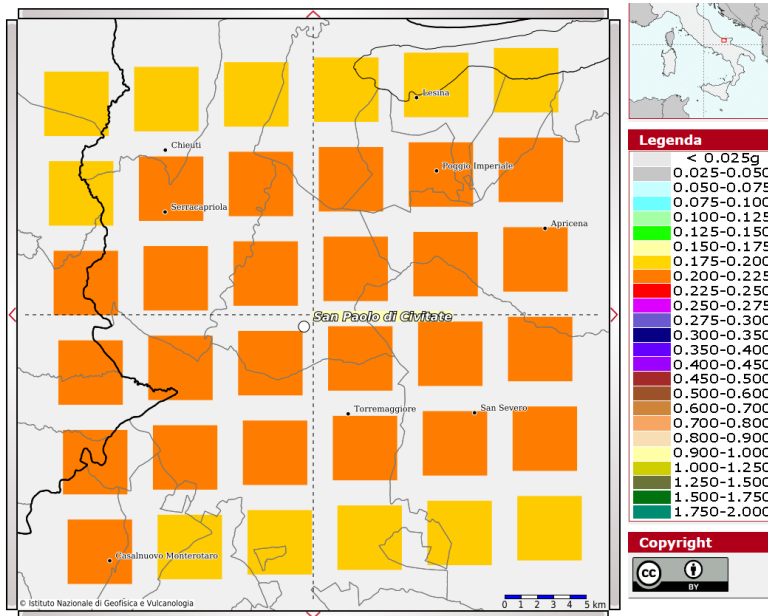 Lesina
Chieuti
Poggio Imperiale
Serracapriola
Apricena
San Paolo di Civitate
Torremaggiore
San Severo
Casalnuovo Monterotaro
© Istituto Nazionale di Geofisica e Vulcanologia
0 1 2 3 4 5 km
Legenda
< 0.025g
0.025-0.050
0.050-0.075
0.075-0.100
0.100-0.125
0.125-0.150
0.150-0.175
0.175-0.200
0.200-0.225
0.225-0.250
0.250-0.275
0.275-0.300
0.300-0.350
0.350-0.400
0.400-0.450
0.450-0.500
0.500-0.600
0.600-0.700
0.700-0.800
0.800-0.900
0.900-1.000
1.000-1.250
1.250-1.500
1.500-1.750
1.750-2.000
Copyright
cc
BY